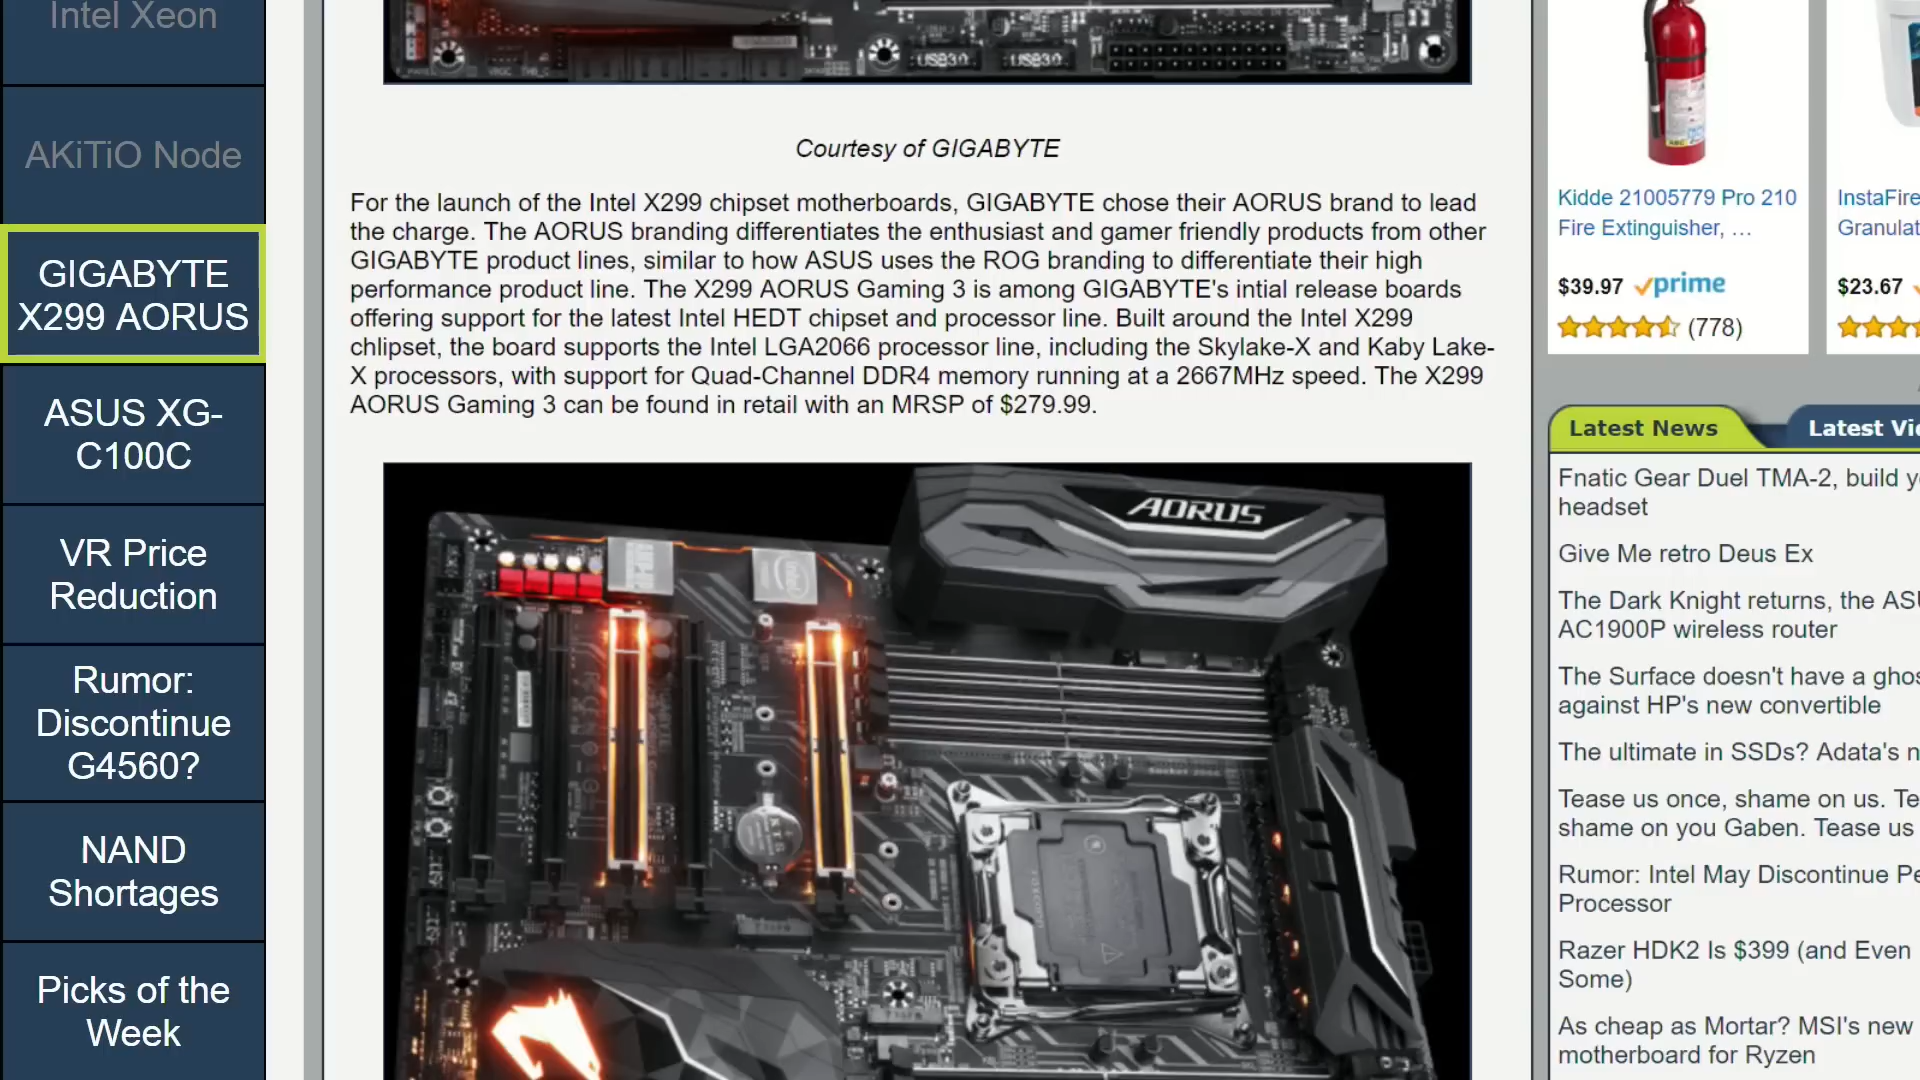 Intel Xeon
AKiTiO Node
GIGABYTE
X299 AORUS
ASUS XG-
C100C
VR Price
Reduction
Rumor:
Discontinue
G4560?
NAND
Shortages
Picks of the
Week
USB3.0
USB3.0
Courtesy of GIGABYTE
For the launch of the Intel X299 chipset motherboards, GIGABYTE chose their AORUS brand to lead
the charge. The AORUS branding differentiates the enthusiast and gamer friendly products from other
GIGABYTE product lines, similar to how ASUS uses the ROG branding to differentiate their high
performance product line. The X299 AORUS Gaming 3 is among GIGABYTE's intial release boards
offering support for the latest Intel HEDT chipset and processor line. Built around the Intel X299
chlipset, the board supports the Intel LGA2066 processor line, including the Skylake-X and Kaby Lake-
X processors, with support for Quad-Channel DDR4 memory running at a 2667MHz speed. The X299
AORUS Gaming 3 can be found in retail with an MRSP of $279.99.
AORUS
Kidde 21005779 Pro 210
Fire Extinguisher, …
$39.97 prime
(778)
InstaFire
Granulat
$23.67
Latest News
Latest Vi
Fnatic Gear Duel TMA-2, build y
headset
Give Me retro Deus Ex
The Dark Knight returns, the ASU
AC1900P wireless router
The Surface doesn't have a ghos
against HP's new convertible
The ultimate in SSDs? Adata's n
Tease us once, shame on us. Te
shame on you Gaben. Tease us
Rumor: Intel May Discontinue Pe
Processor
Razer HDK2 Is $399 (and Even
Some)
As cheap as Mortar? MSI's new
motherboard for Ryzen